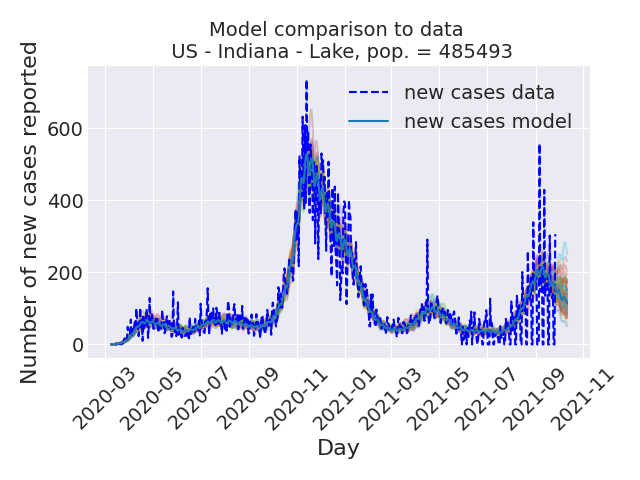 Model comparison to data
US - Indiana - Lake, pop. = 485493
Number of new cases reported
600
400
200
0
new cases data
new cases model
2020-03
2020-05
2020-07
2020-09
2020-11
2021-01
2021-03
2021-05
2021-07
2021-09
2021-11
Day